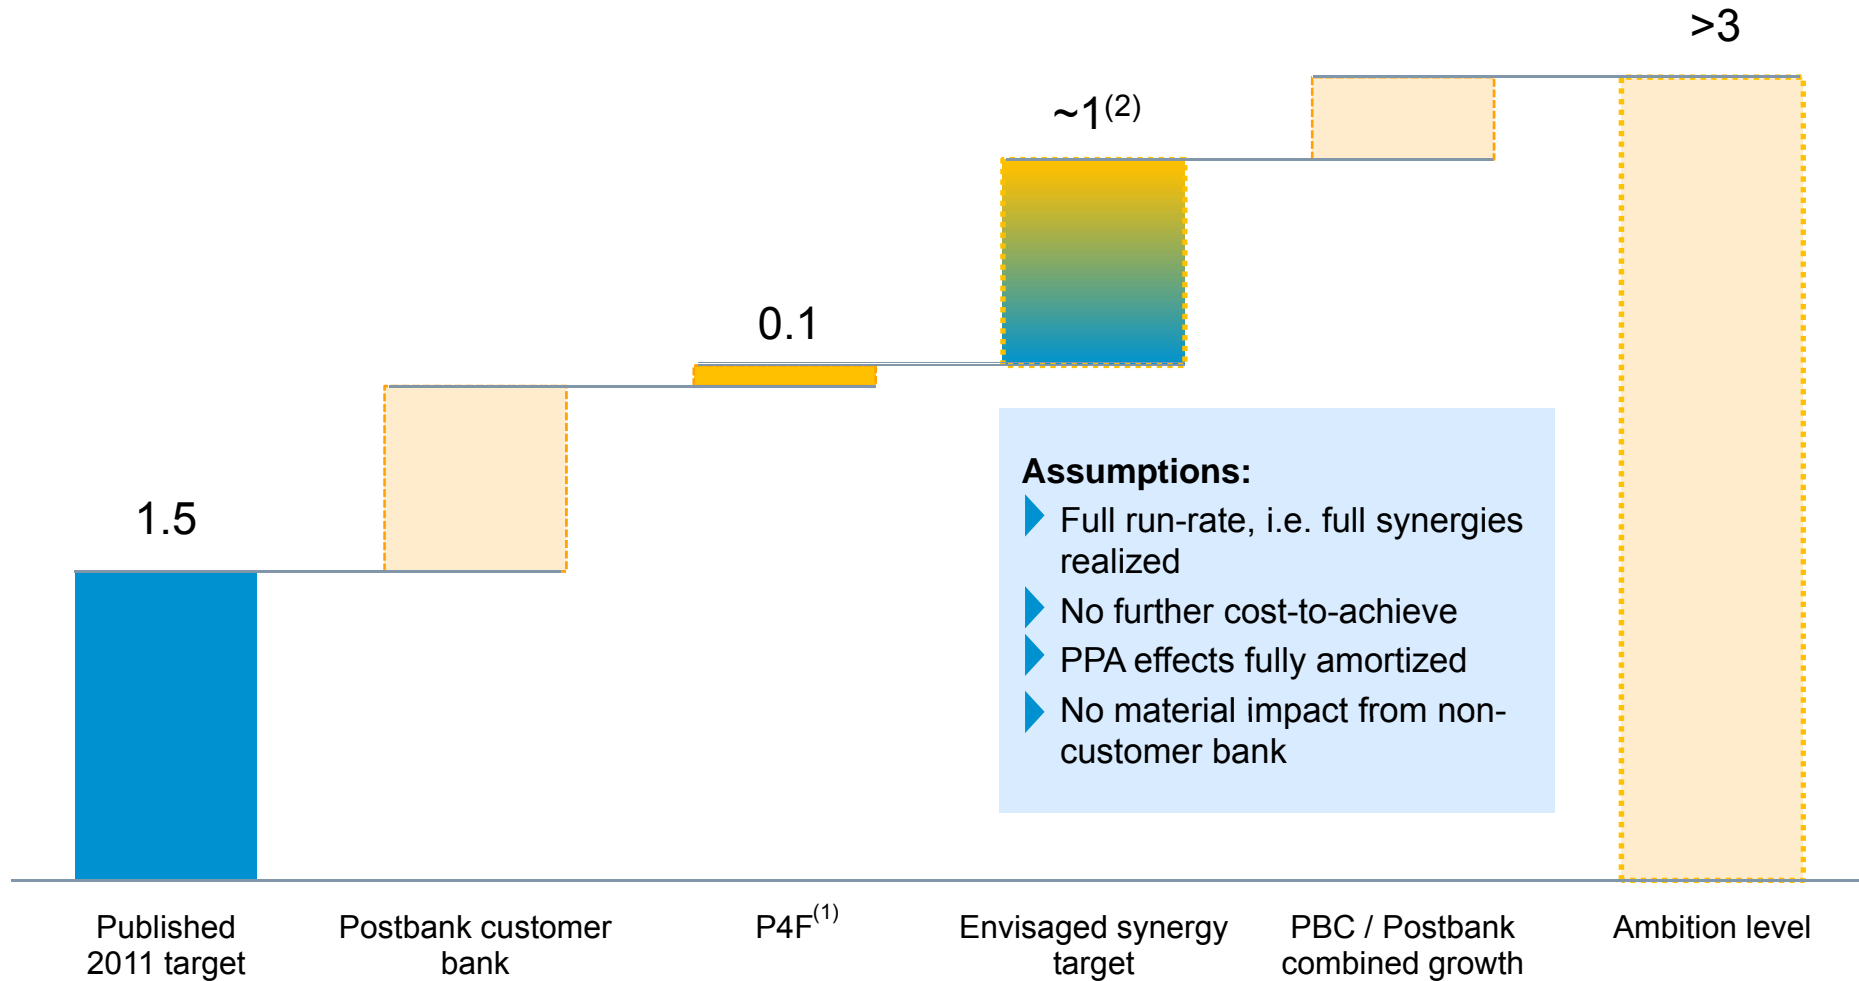 >3
~1(2)
0.1
1.5
Assumptions:
Full run-rate, i.e. full synergies
realized
No further cost-to-achieve
PPA effects fully amortized
No material impact from non-
customer bank
Published
2011 target
Postbank customer
bank
P4F(1)
Envisaged synergy
target
PBC / Postbank
combined growth
Ambition level